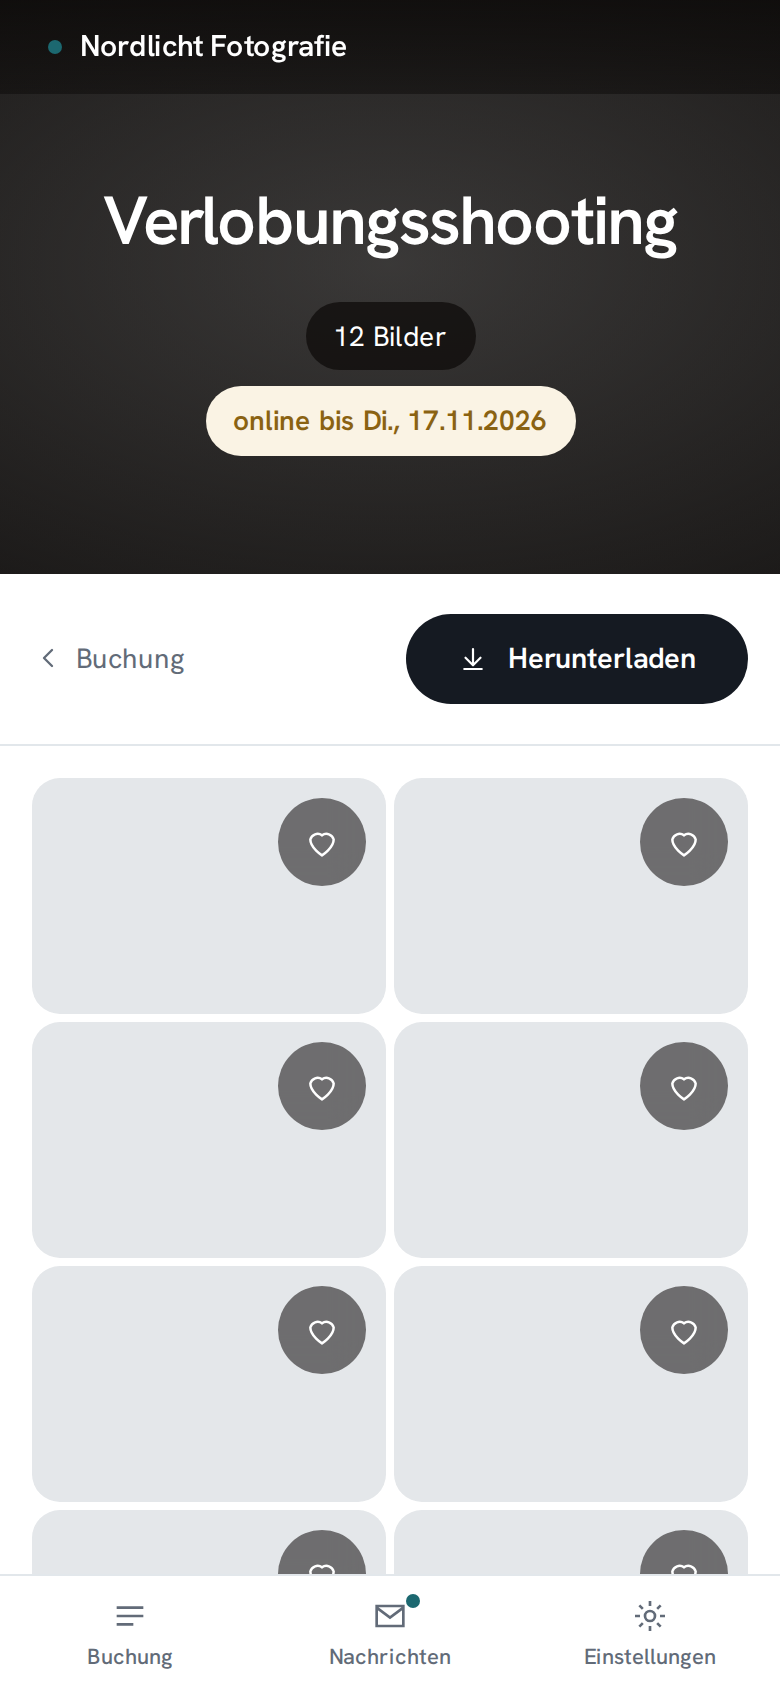 Nordlicht Fotografie
Verlobungsshooting
12 Bilder
online bis Di., 17.11.2026
Buchung
Herunterladen
Buchung
Nachrichten
Einstellungen